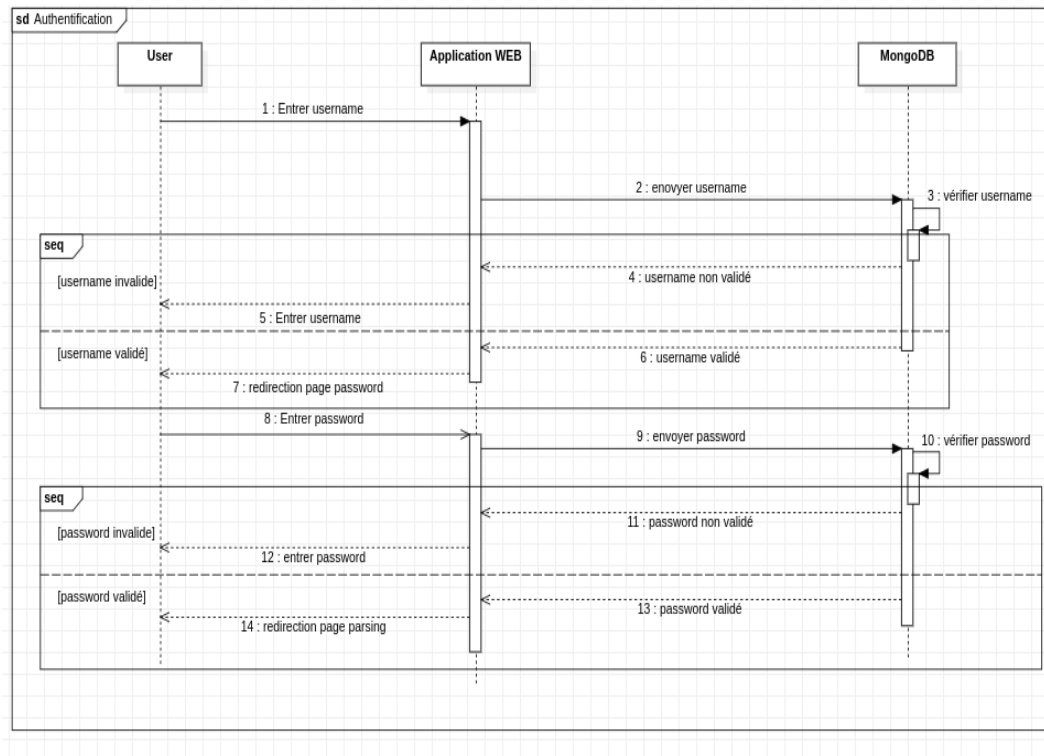 sd Authentification
User
Application WEB
MongoDB
1 : Entrer username
2 : enovyer username
3 : vérifier username
seq
[username invalide]
4 : username non validé
5 : Entrer username
[username validé]
6 : username validé
7 : redirection page password
8 : Entrer password
9 : envoyer password
10 : vérifier password
seq
[password invalide]
11 : password non validé
12 : entrer password
[password validé]
13 : password validé
14 : redirection page parsing